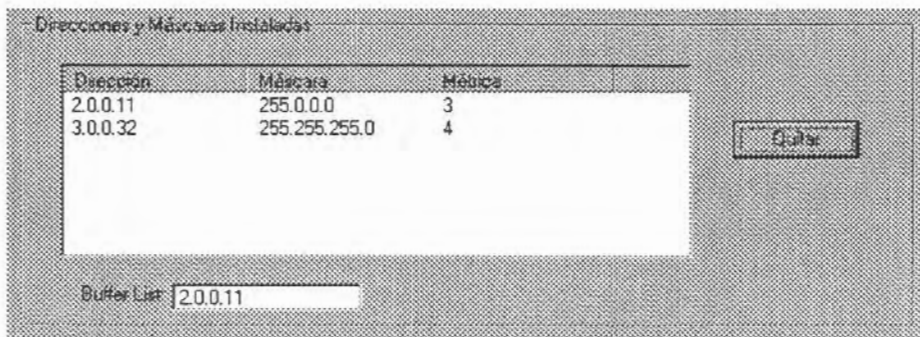 Direcciones y Máscaras Instaladas
Dirección Máscara Métrica
2.0.0.11 255.0.0.0 3
3.0.0.32 255.255.255.0 4
Quitar
Buffer List: 2.0.0.11